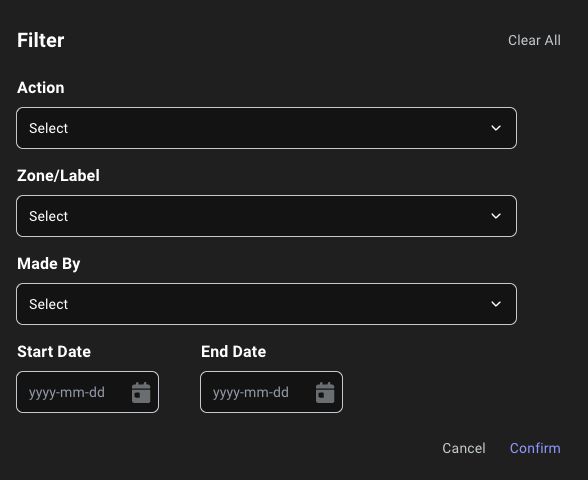 Filter Clear All
Action
Select
Zone/Label
Select
Made By
Select
Start Date End Date
yyyy-mm-dd yyyy-mm-dd
Cancel Confirm